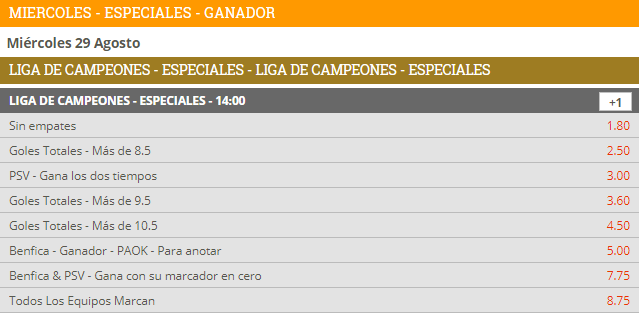 MIERCOLES - ESPECIALES - GANADOR
Miércoles 29 Agosto
LIGA DE CAMPEONES - ESPECIALES - LIGA DE CAMPEONES - ESPECIALES
LIGA DE CAMPEONES - ESPECIALES - 14:00 +1
Sin empates 1.80
Goles Totales - Más de 8.5 2.50
PSV - Gana los dos tiempos 3.00
Goles Totales - Más de 9.5 3.60
Goles Totales - Más de 10.5 4.50
Benfica - Ganador - PAOK - Para anotar 5.00
Benfica & PSV - Gana con su marcador en cero 7.75
Todos Los Equipos Marcan 8.75